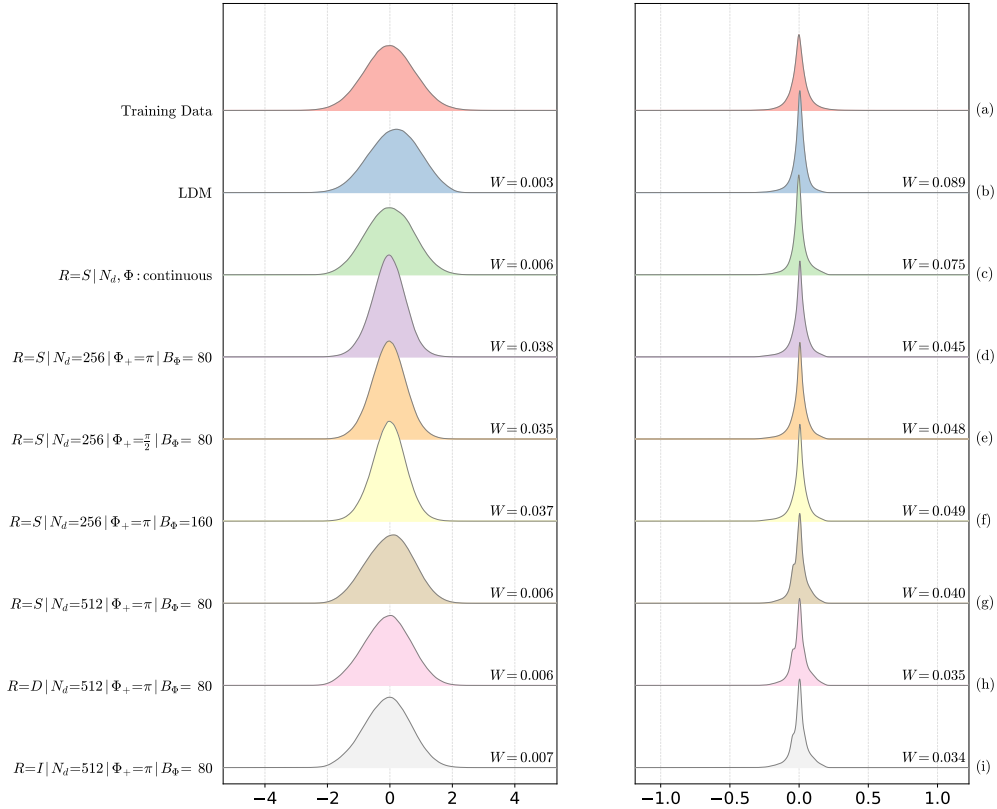 Training Data (a)
LDM W = 0.003 W = 0.089 (b)
R=S | N_d, Φ : continuous W = 0.006 W = 0.075 (c)
R=S | N_d=256 | Φ_+=π | B_Φ= 80 W = 0.038 W = 0.045 (d)
R=S | N_d=256 | Φ_+=π/2 | B_Φ= 80 W = 0.035 W = 0.048 (e)
R=S | N_d=256 | Φ_+=π | B_Φ=160 W = 0.037 W = 0.049 (f)
R=S | N_d=512 | Φ_+=π | B_Φ= 80 W = 0.006 W = 0.040 (g)
R=D | N_d=512 | Φ_+=π | B_Φ= 80 W = 0.006 W = 0.035 (h)
R=I | N_d=512 | Φ_+=π | B_Φ= 80 W = 0.007 W = 0.034 (i)
−4 −2 0 2 4 −1.0 −0.5 0.0 0.5 1.0